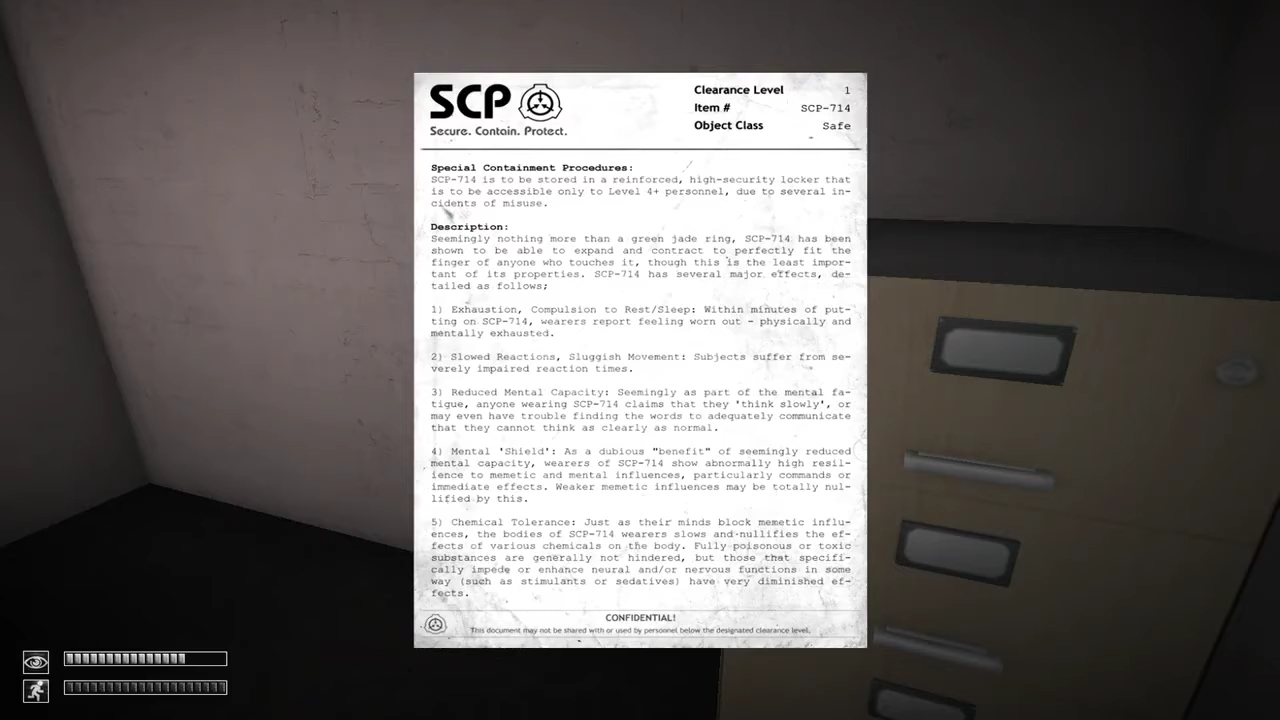 SCP
Secure. Contain. Protect.
Clearance Level 1
Item # SCP-714
Object Class Safe
Special Containment Procedures:
SCP-714 is to be stored in a reinforced, high-security locker that
is to be accessible only to Level 4+ personnel, due to several in-
cidents of misuse.
Description:
Seemingly nothing more than a green jade ring, SCP-714 has been
shown to be able to expand and contract to perfectly fit the
finger of anyone who touches it, though this is the least impor-
tant of its properties. SCP-714 has several major effects, de-
tailed as follows;
1) Exhaustion, Compulsion to Rest/Sleep: Within minutes of put-
ting on SCP-714, wearers report feeling worn out - physically and
mentally exhausted.
2) Slowed Reactions, Sluggish Movement: Subjects suffer from se-
verely impaired reaction times.
3) Reduced Mental Capacity: Seemingly as part of the mental fa-
tigue, anyone wearing SCP-714 claims that they 'think slowly', or
may even have trouble finding the words to adequately communicate
that they cannot think as clearly as normal.
4) Mental 'Shield': As a dubious "benefit" of seemingly reduced
mental capacity, wearers of SCP-714 show abnormally high resil-
ience to memetic and mental influences, particularly commands or
immediate effects. Weaker memetic influences may be totally nul-
lified by this.
5) Chemical Tolerance: Just as their minds block memetic influ-
ences, the bodies of SCP-714 wearers slows and nullifies the ef-
fects of various chemicals on the body. Fully poisonous or toxic
substances are generally not hindered, but those that specifi-
cally impede or enhance neural and/or nervous functions in some
way (such as stimulants or sedatives) have very diminished ef-
fects.
CONFIDENTIAL!
This document may not be shared with or used by personnel below the designated clearance level.